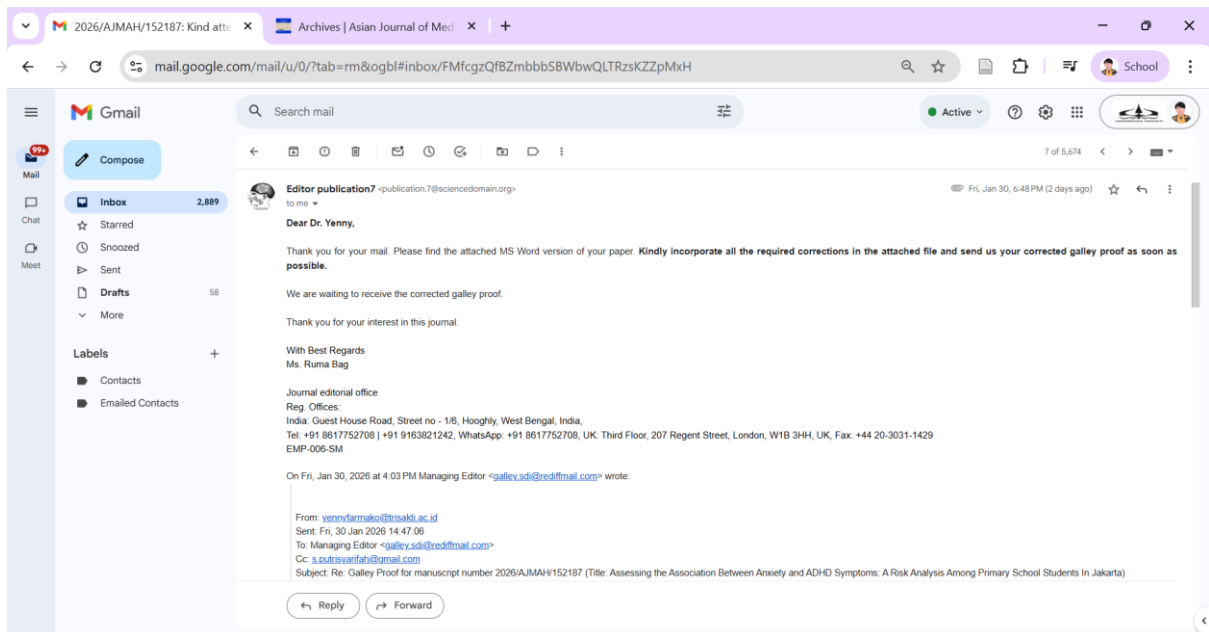 2026/AJMAH/152187: Kind atte
Archives | Asian Journal of Med
mail.google.com/mail/u/0/?tab=rm&ogbl#inbox/FMfcgzQfBZmbbbSBWbwQLTRzsKZZpMxH
School
Gmail
Search mail
Active
Compose
7 of 5,674
99+
Mail
Chat
Meet
Inbox 2,889
Starred
Snoozed
Sent
Drafts 58
More
Labels
Contacts
Emailed Contacts
Editor publication7 <publication.7@sciencedomain.org>
Fri, Jan 30, 6:48 PM (2 days ago)
to me
Dear Dr. Yenny,
Thank you for your mail. Please find the attached MS Word version of your paper. Kindly incorporate all the required corrections in the attached file and send us your corrected galley proof as soon as
possible.
We are waiting to receive the corrected galley proof.
Thank you for your interest in this journal.
With Best Regards
Ms. Ruma Bag
Journal editorial office
Reg. Offices:
India: Guest House Road, Street no - 1/6, Hooghly, West Bengal, India,
Tel: +91 8617752708 | +91 9163821242, WhatsApp: +91 8617752708, UK: Third Floor, 207 Regent Street, London, W1B 3HH, UK, Fax: +44 20-3031-1429
EMP-006-SM
On Fri, Jan 30, 2026 at 4:03 PM Managing Editor <galley.sdi@rediffmail.com> wrote:
From: yennyfarmako@trisakti.ac.id
Sent: Fri, 30 Jan 2026 14:47:06
To: Managing Editor <galley.sdi@rediffmail.com>
Cc: s.putrisyarifah@gmail.com
Subject: Re: Galley Proof for manuscript number 2026/AJMAH/152187 (Title: Assessing the Association Between Anxiety and ADHD Symptoms: A Risk Analysis Among Primary School Students In Jakarta)
Reply
Forward